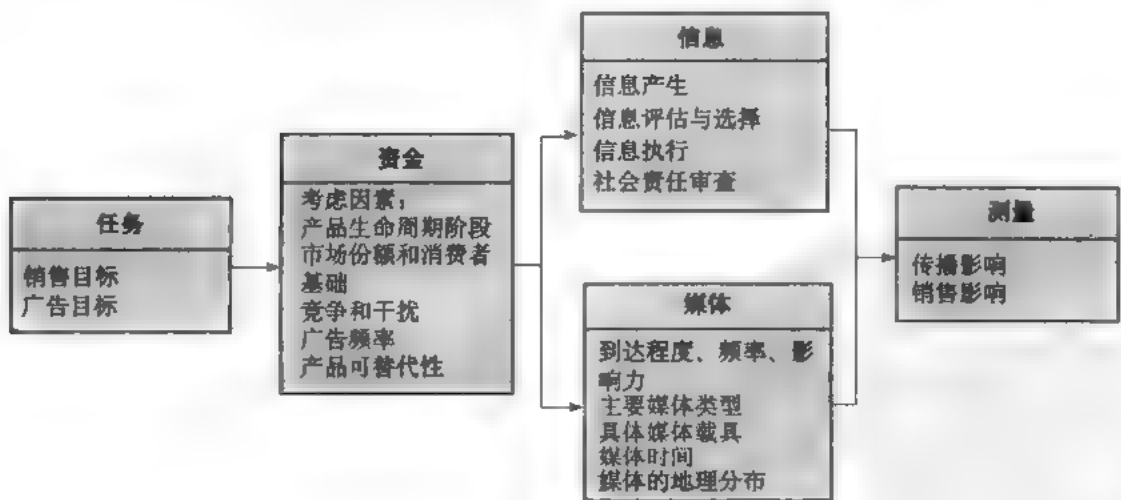 任务
销售目标
广告目标
资金
考虑因素：
产品生命周期阶段
市场份额和消费者
基础
竞争和干扰
广告频率
产品可替代性
信息
信息产生
信息评估与选择
信息执行
社会责任审查
媒体
到达程度、频率、影
响力
主要媒体类型
具体媒体载具
媒体时间
媒体的地理分布
测量
传播影响
销售影响